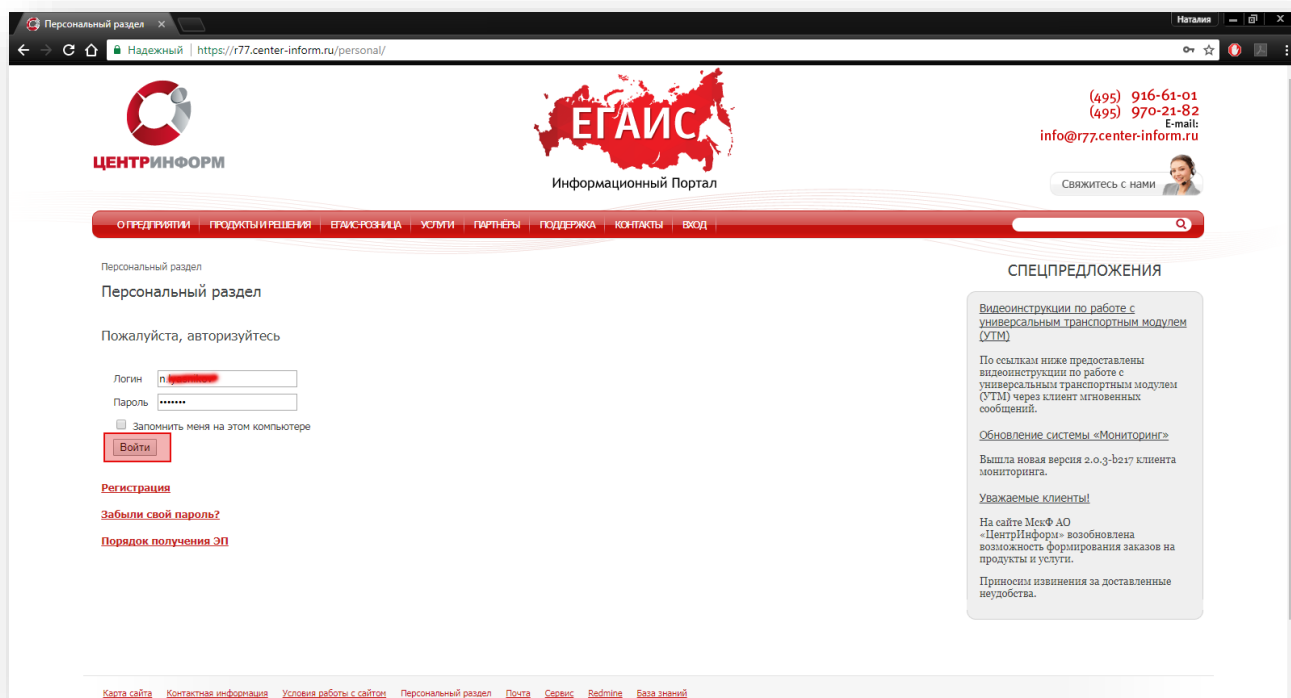 Персональный раздел
Наталия
Надежный https://r77.center-inform.ru/personal/
ЦЕНТРИНФОРМ
ЕГАИС
Информационный Портал
(495) 916-61-01
(495) 970-21-82
E-mail:
info@r77.center-inform.ru
Свяжитесь с нами
О ПРЕДПРИЯТИИ ПРОДУКТЫ И РЕШЕНИЯ ЕГАИС-РОЗНИЦА УСЛУГИ ПАРТНЁРЫ ПОДДЕРЖКА КОНТАКТЫ ВХОД
Персональный раздел
Персональный раздел
Пожалуйста, авторизуйтесь
Логин n.
Пароль
Запомнить меня на этом компьютере
Войти
Регистрация
Забыли свой пароль?
Порядок получения ЭП
СПЕЦПРЕДЛОЖЕНИЯ
Видеоинструкции по работе с
универсальным транспортным модулем
(УТМ)
По ссылкам ниже предоставлены
видеоинструкции по работе с
универсальным транспортным модулем
(УТМ) через клиент мгновенных
сообщений.
Обновление системы «Мониторинг»
Вышла новая версия 2.0.3-b217 клиента
мониторинга.
Уважаемые клиенты!
На сайте МскФ АО
«ЦентрИнформ» возобновлена
возможность формирования заказов на
продукты и услуги.
Приносим извинения за доставленные
неудобства.
Карта сайта Контактная информация Условия работы с сайтом Персональный раздел Почта Сервис Redmine База знаний